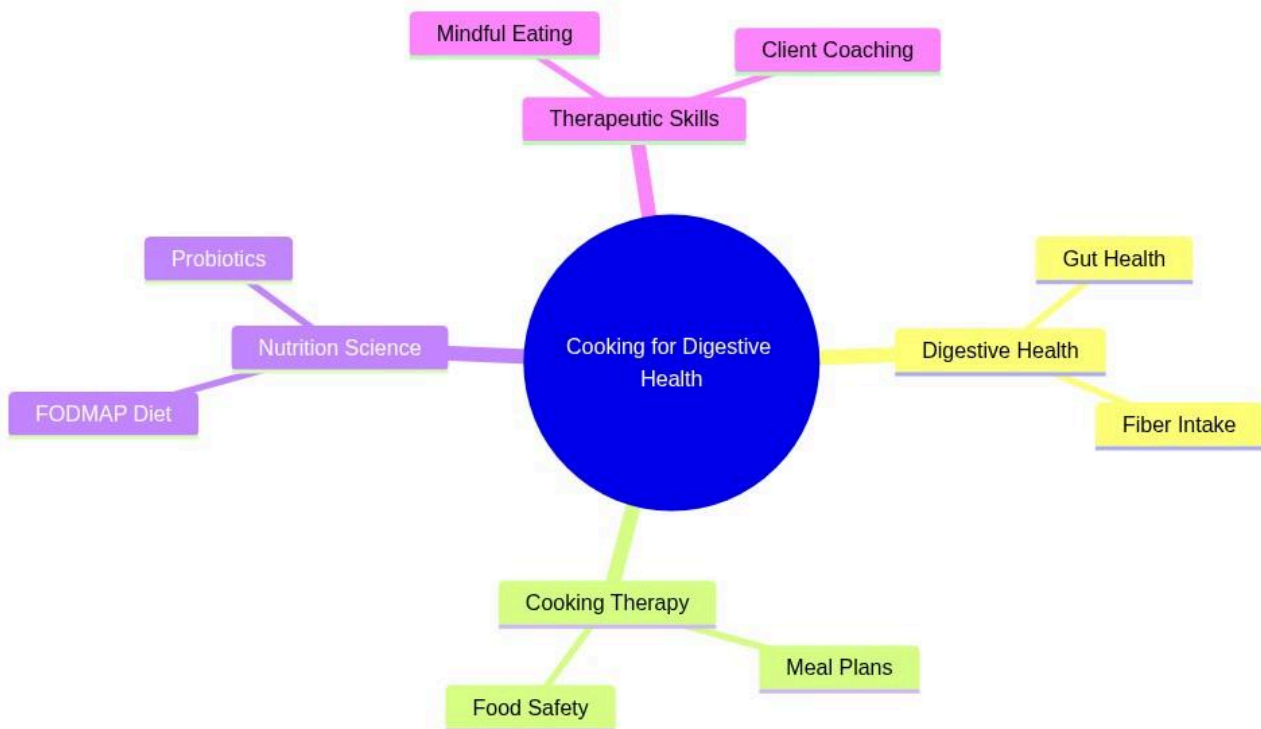 Mindful Eating
Client Coaching
Therapeutic Skills
Probiotics
Gut Health
Nutrition Science
Cooking for Digestive
Health
Digestive Health
FODMAP Diet
Fiber Intake
Cooking Therapy
Meal Plans
Food Safety